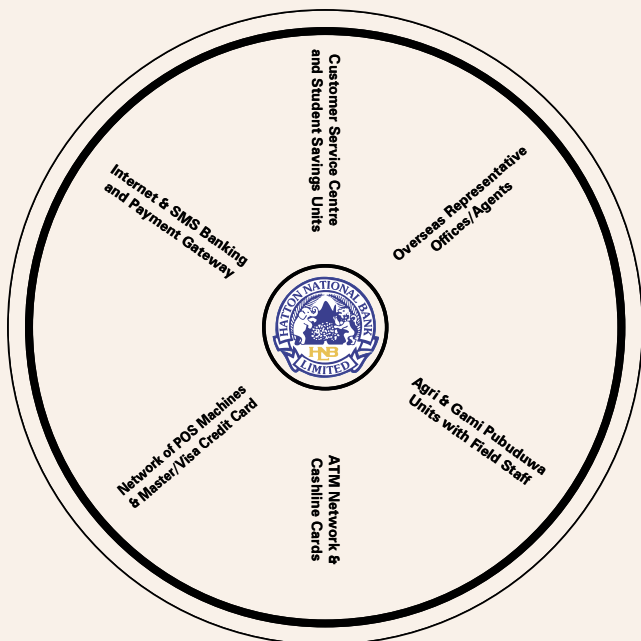 Customer Service Centre
and Student Savings Units
Overseas Representative
Offices/Agents
Agri & Gami Pubuduwa
Units with Field Staff
ATM Network &
Cashline Cards
Network of POS Machines
& Master/Visa Credit Card
Internet & SMS Banking
and Payment Gateway
HATTON NATIONAL BANK
HNB
LIMITED